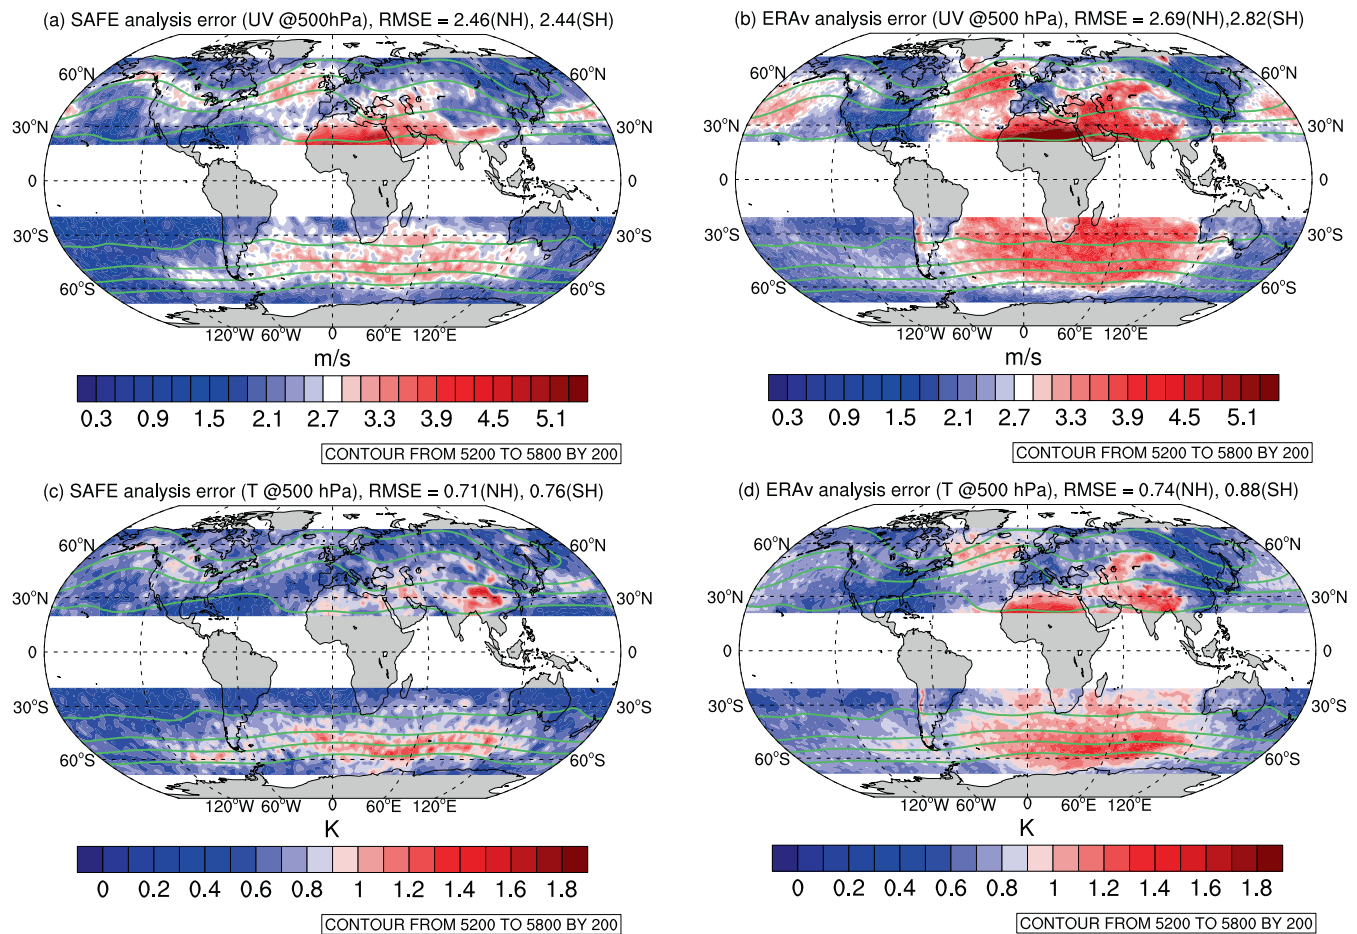 (a) SAFE analysis error (UV @500hPa), RMSE = 2.46(NH), 2.44(SH)
60°N 60°N
30°N 30°N
0 0
30°S 30°S
60°S 60°S
120°W 60°W 0 60°E 120°E
m/s
0.3 0.9 1.5 2.1 2.7 3.3 3.9 4.5 5.1
CONTOUR FROM 5200 TO 5800 BY 200
(b) ERAv analysis error (UV @500 hPa), RMSE = 2.69(NH),2.82(SH)
60°N 60°N
30°N 30°N
0 0
30°S 30°S
60°S 60°S
120°W 60°W 0 60°E 120°E
m/s
0.3 0.9 1.5 2.1 2.7 3.3 3.9 4.5 5.1
CONTOUR FROM 5200 TO 5800 BY 200
(c) SAFE analysis error (T @500 hPa), RMSE = 0.71(NH), 0.76(SH)
60°N 60°N
30°N 30°N
0 0
30°S 30°S
60°S 60°S
120°W 60°W 0 60°E 120°E
K
0 0.2 0.4 0.6 0.8 1 1.2 1.4 1.6 1.8
CONTOUR FROM 5200 TO 5800 BY 200
(d) ERAv analysis error (T @500 hPa), RMSE = 0.74(NH), 0.88(SH)
60°N 60°N
30°N 30°N
0 0
30°S 30°S
60°S 60°S
120°W 60°W 0 60°E 120°E
K
0 0.2 0.4 0.6 0.8 1 1.2 1.4 1.6 1.8
CONTOUR FROM 5200 TO 5800 BY 200